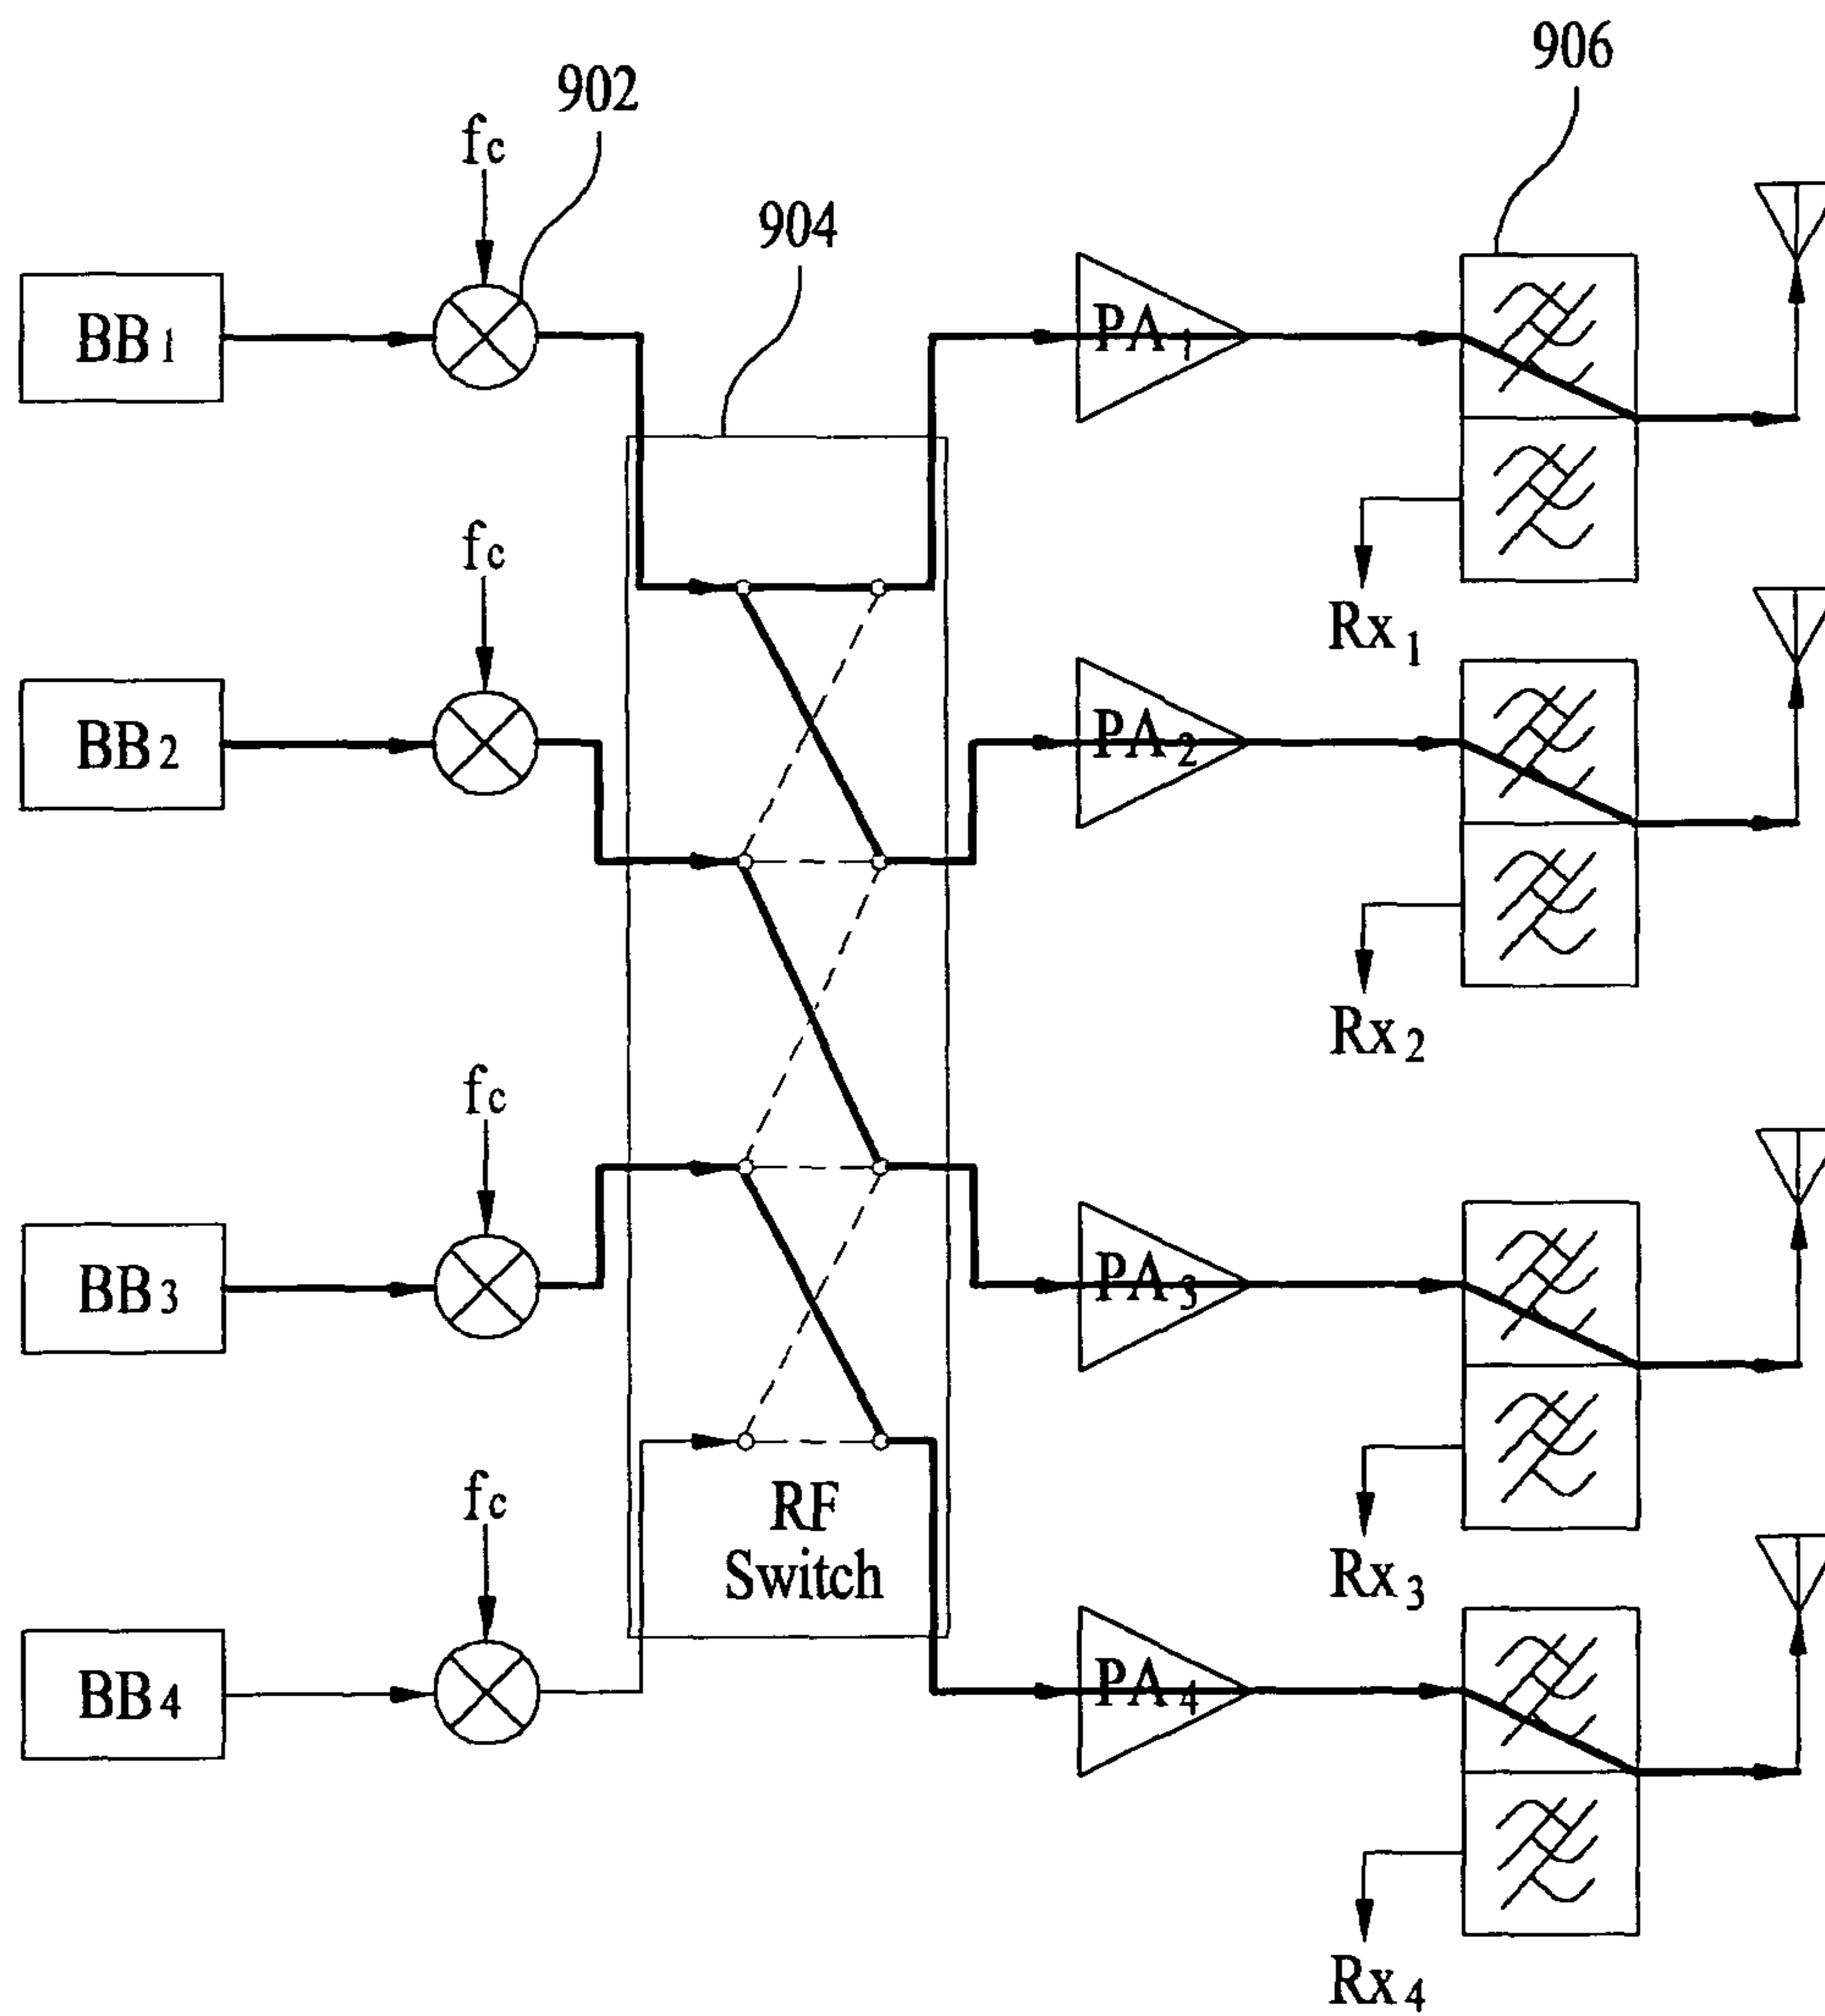 906
902
fc
904
BB1
PA1
fc
Rx1
BB2
PA2
Rx2
fc
BB3
PA3
RF
Switch
fc
Rx3
BB4
PA4
Rx4